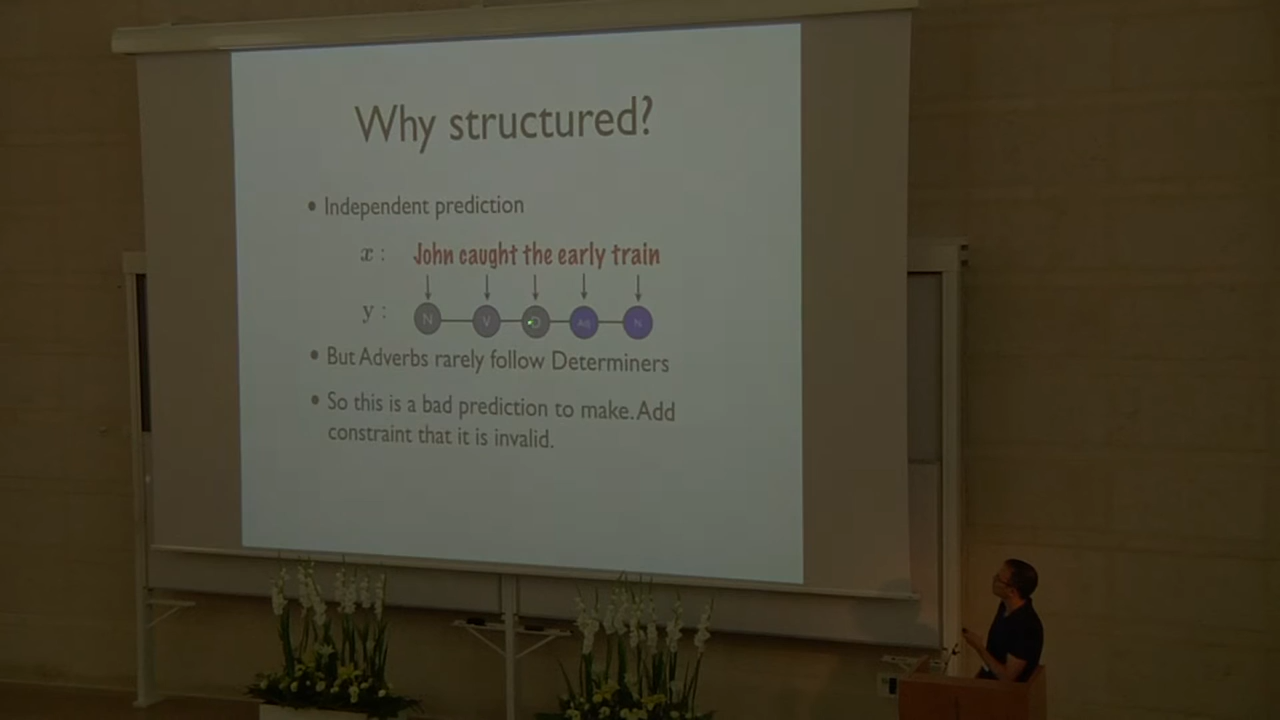 Why structured?
• Independent prediction
x : John caught the early train
y : N V D Adj N
• But Adverbs rarely follow Determiners
• So this is a bad prediction to make. Add
constraint that it is invalid.